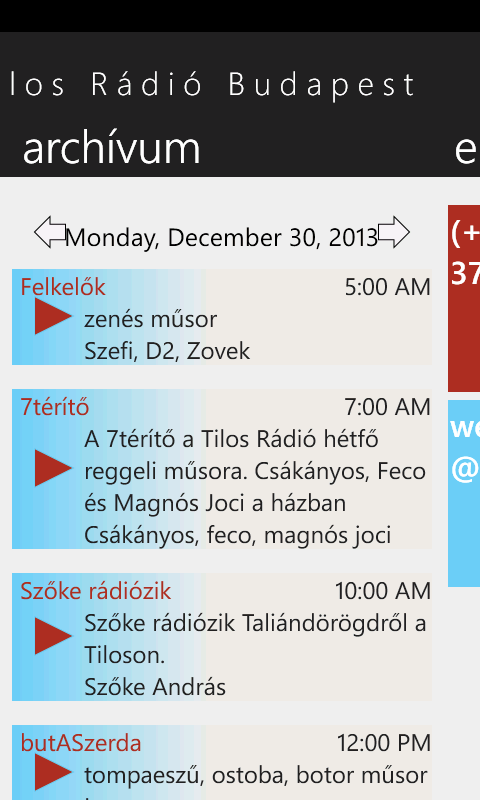 los Rádió Budapest
archívum
e
Monday, December 30, 2013
(+
37
Felkelők 5:00 AM
zenés műsor
Szefi, D2, Zovek
7térítő 7:00 AM
A 7térítő a Tilos Rádió hétfő
reggeli műsora. Csákányos, Feco
és Magnós Joci a házban
Csákányos, feco, magnós joci
we
@
Szőke rádiózik 10:00 AM
Szőke rádiózik Taliándörögdről a
Tiloson.
Szőke András
butASzerda 12:00 PM
tompaeszű, ostoba, botor műsor